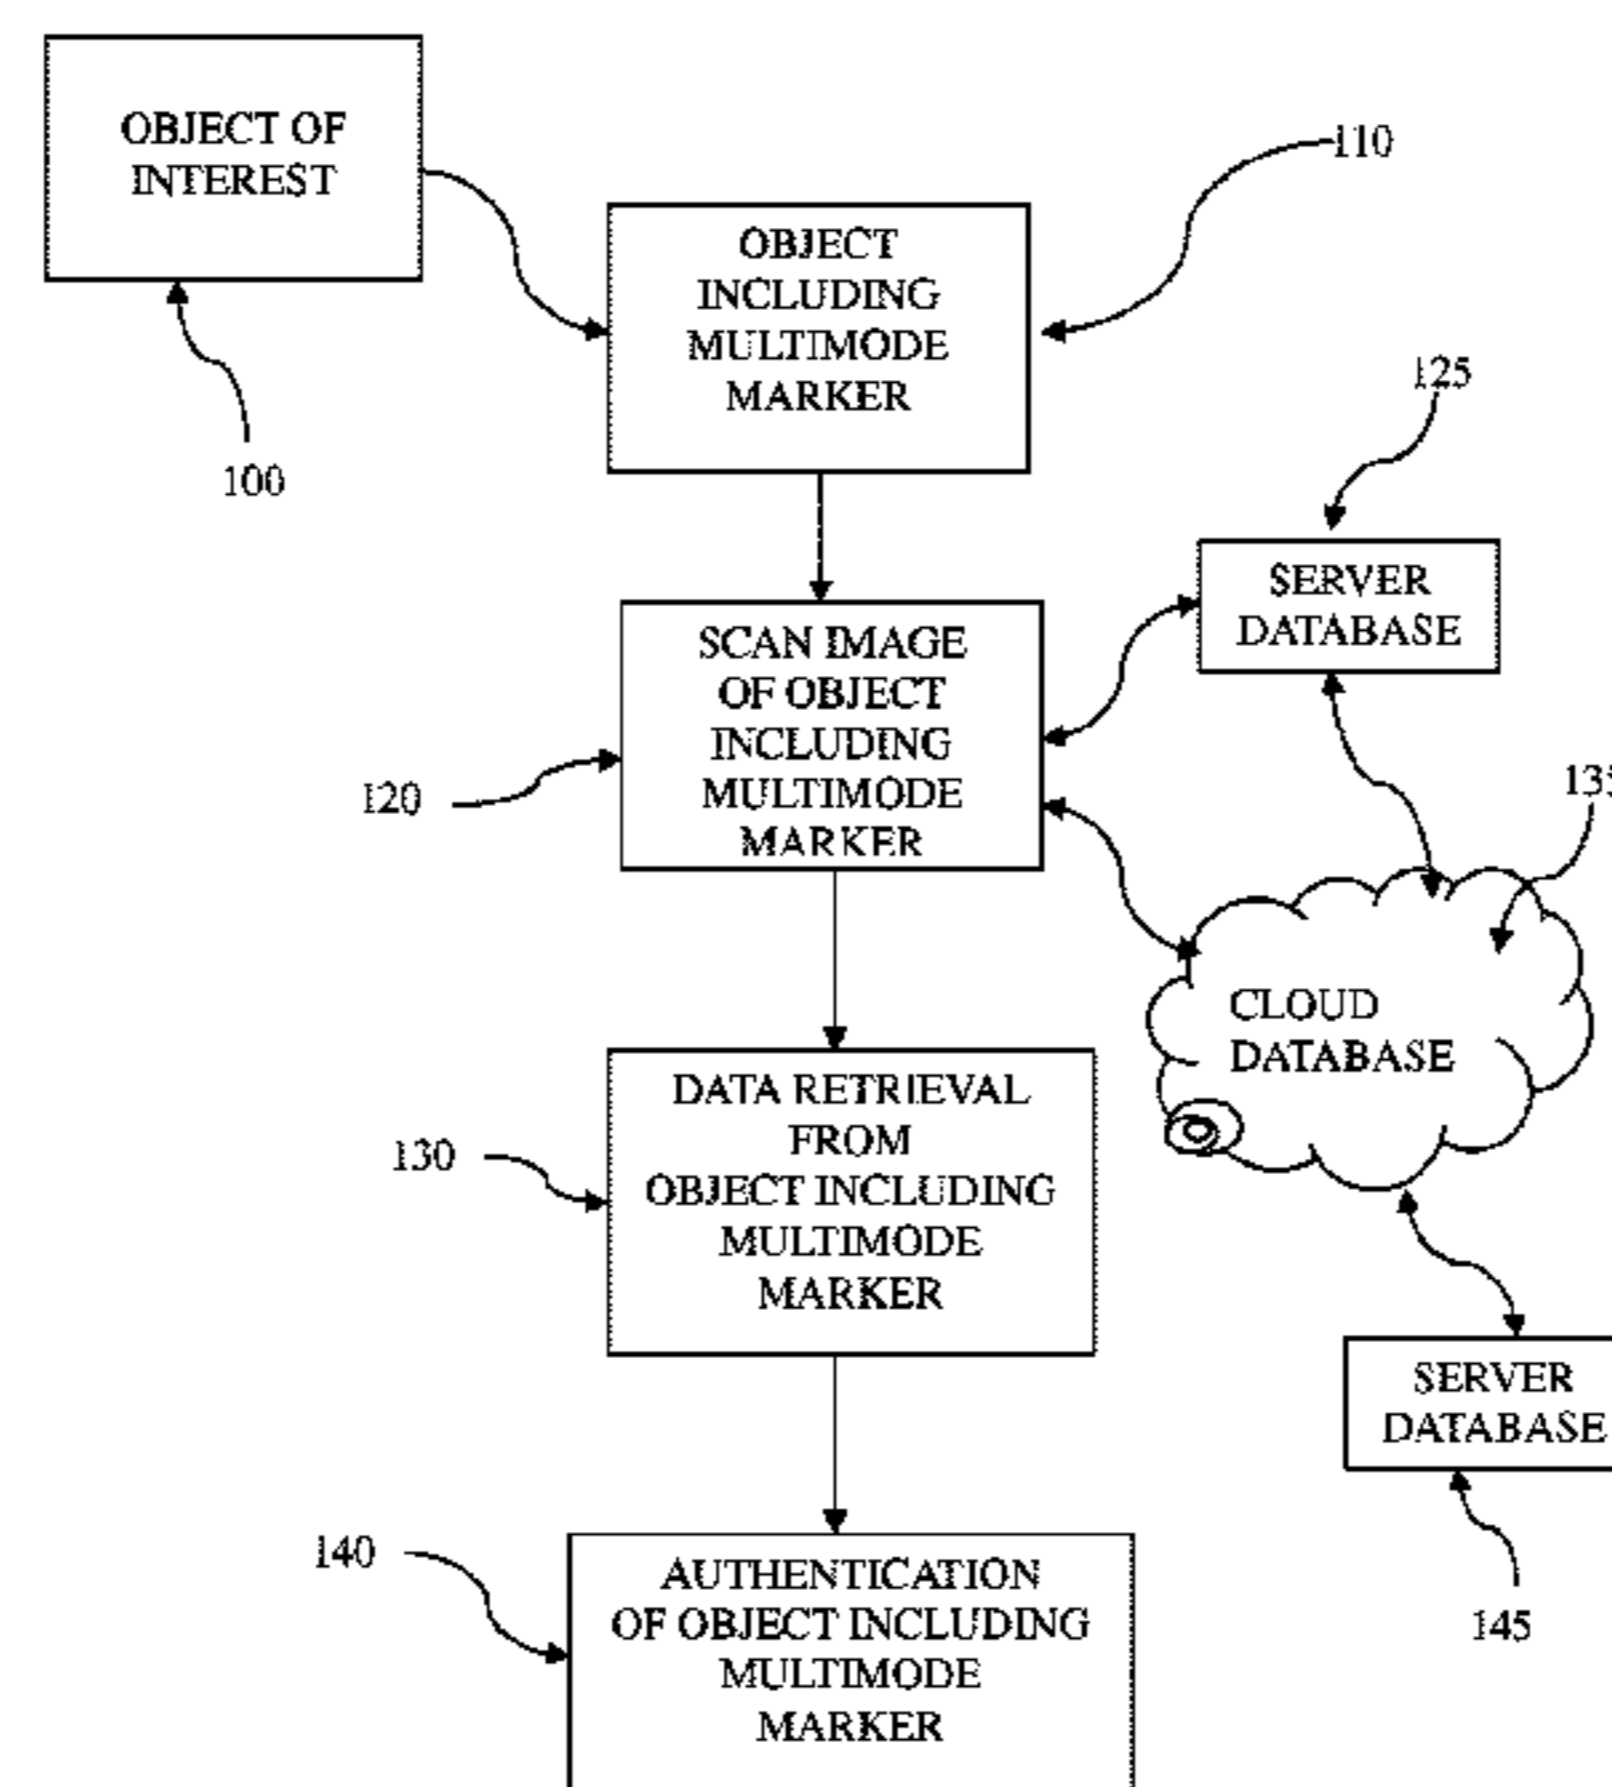 OBJECT OF
INTEREST
100
110
OBJECT
INCLUDING
MULTIMODE
MARKER
125
SERVER
DATABASE
SCAN IMAGE
OF OBJECT
INCLUDING
MULTIMODE
MARKER
120
135
CLOUD
DATABASE
DATA RETRIEVAL
FROM
OBJECT INCLUDING
MULTIMODE
MARKER
130
SERVER
DATABASE
145
140
AUTHENTICATION
OF OBJECT INCLUDING
MULTIMODE
MARKER